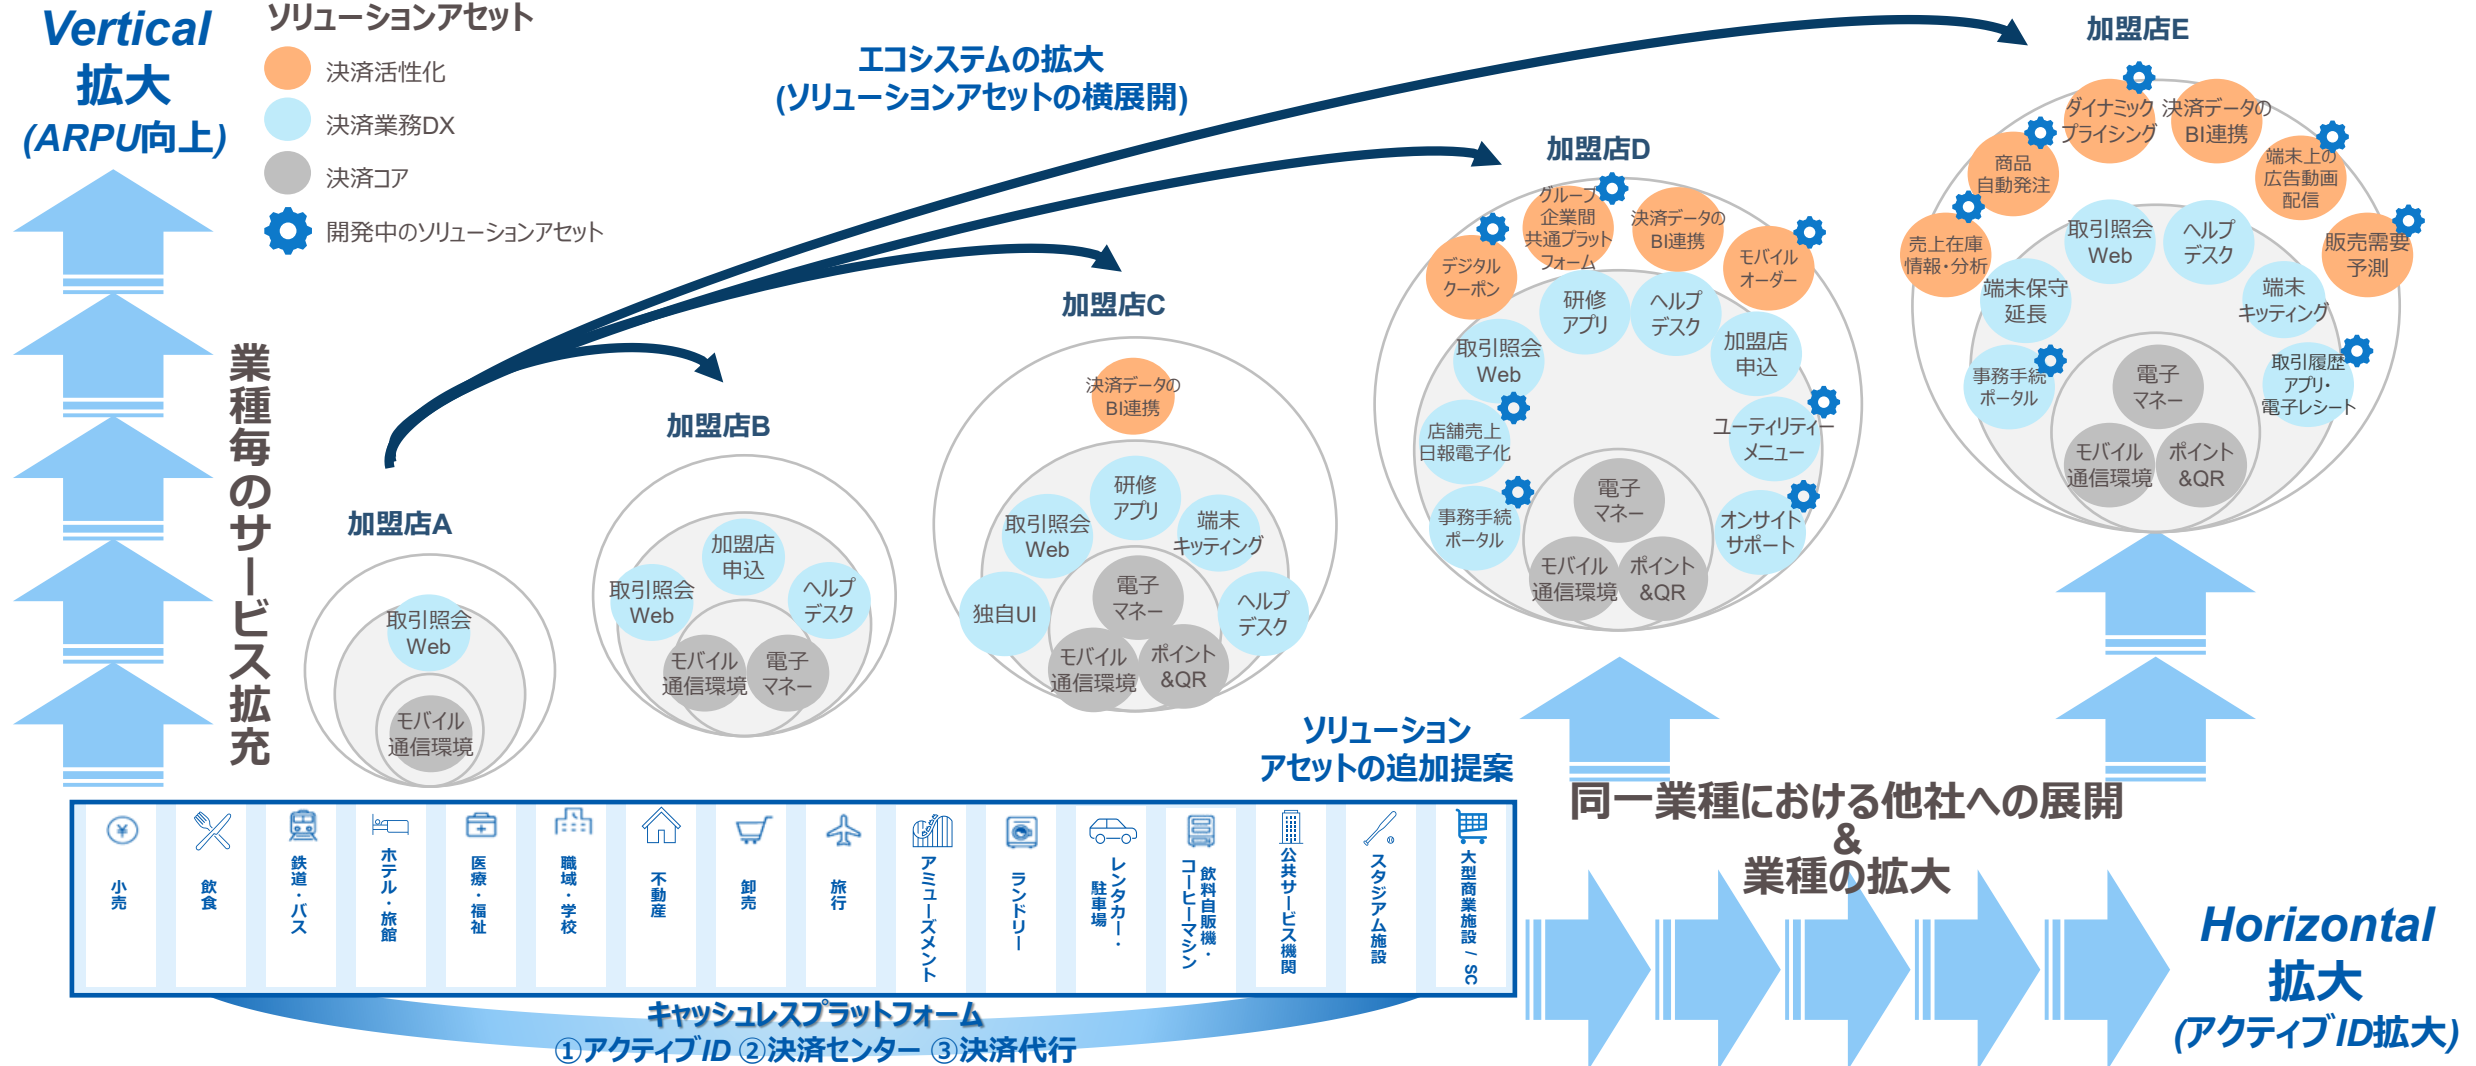 Vertical
拡大
(ARPU向上)
ソリューションアセット
決済活性化
決済業務DX
決済コア
開発中のソリューションアセット
エコシステムの拡大
(ソリューションアセットの横展開)
業種毎のサービス拡充
加盟店A
取引照会
Web
モバイル
通信環境
加盟店B
加盟店
申込
取引照会
Web
ヘルプ
デスク
モバイル
通信環境
電子
マネー
加盟店C
決済データの
BI連携
研修
アプリ
取引照会
Web
端末
キッティング
独自UI
ヘルプ
デスク
電子
マネー
モバイル
通信環境
ポイント
&QR
加盟店D
グループ
企業間
共通プラット
フォーム
決済データの
BI連携
デジタル
クーポン
モバイル
オーダー
研修
アプリ
ヘルプ
デスク
取引照会
Web
加盟店
申込
店舗売上
日報電子化
ユーティリティー
メニュー
事務手続
ポータル
オンサイト
サポート
電子
マネー
モバイル
通信環境
ポイント
&QR
加盟店E
ダイナミック
プライシング
決済データの
BI連携
商品
自動発注
端末上の
広告動画
配信
売上在庫
情報・分析
販売需要
予測
取引照会
Web
ヘルプ
デスク
端末保守
延長
端末
キッティング
事務手続
ポータル
取引履歴
アプリ・
電子レシート
電子
マネー
モバイル
通信環境
ポイント
&QR
ソリューション
アセットの追加提案
小売
飲食
鉄道・バス
ホテル・旅館
医療・福祉
職域・学校
不動産
卸売
旅行
アミューズメント
ランドリー
レンタカー・
駐車場
飲料自販機・
コーヒーマシン
公共サービス機関
スタジアム施設
大型商業施設 / SC
キャッシュレスプラットフォーム
①アクティブID ②決済センター ③決済代行
同一業種における他社への展開
&
業種の拡大
Horizontal
拡大
(アクティブID拡大)